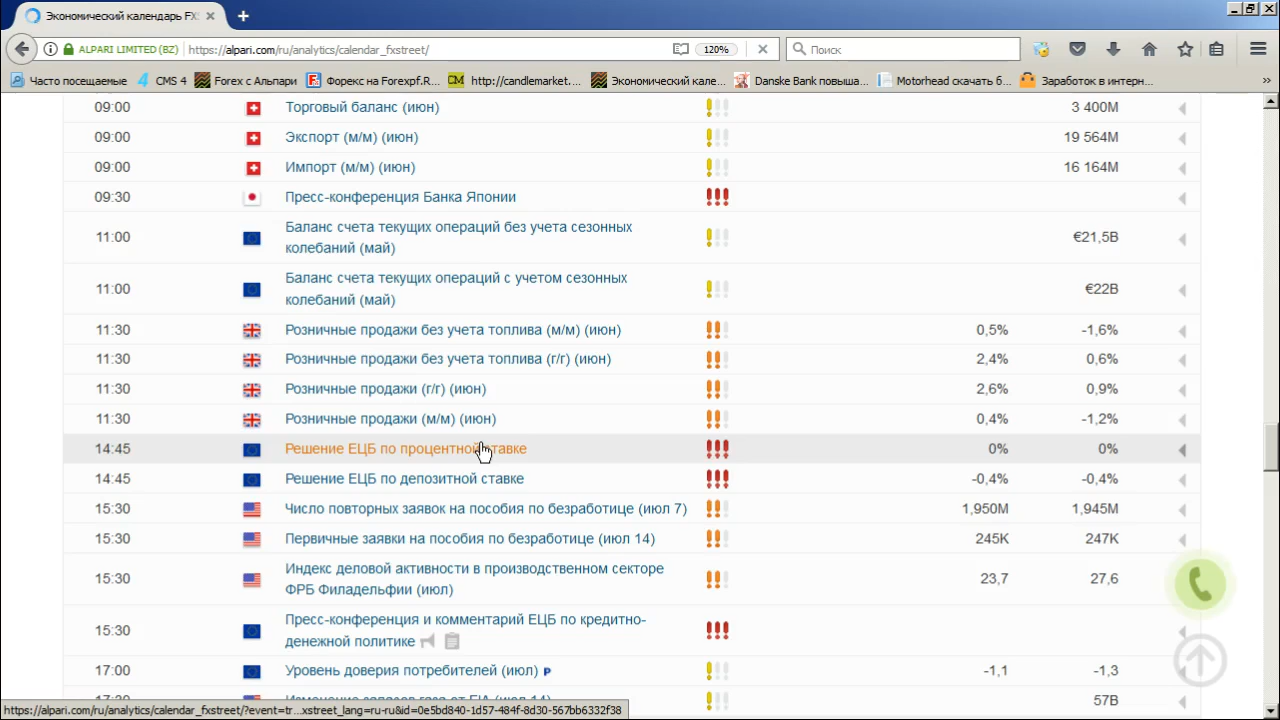 Экономический календарь FXS
ALPARI LIMITED (BZ) https://alpari.com/ru/analytics/calendar_fxstreet/ 120% Поиск
Часто посещаемые CMS 4 Forex с Альпари Форекс на Forexpf.R... http://candlemarket.... Экономический кале... Danske Bank повыша... Motorhead скачать б... Заработок в интерн... »
09:00 Торговый баланс (июн) 3 400M
09:00 Экспорт (м/м) (июн) 19 564M
09:00 Импорт (м/м) (июн) 16 164M
09:30 Пресс-конференция Банка Японии
11:00 Баланс счета текущих операций без учета сезонных колебаний (май) €21,5B
11:00 Баланс счета текущих операций с учетом сезонных колебаний (май) €22B
11:30 Розничные продажи без учета топлива (м/м) (июн) 0,5% -1,6%
11:30 Розничные продажи без учета топлива (г/г) (июн) 2,4% 0,6%
11:30 Розничные продажи (г/г) (июн) 2,6% 0,9%
11:30 Розничные продажи (м/м) (июн) 0,4% -1,2%
14:45 Решение ЕЦБ по процентной ставке 0% 0%
14:45 Решение ЕЦБ по депозитной ставке -0,4% -0,4%
15:30 Число повторных заявок на пособия по безработице (июл 7) 1,950M 1,945M
15:30 Первичные заявки на пособия по безработице (июл 14) 245K 247K
15:30 Индекс деловой активности в производственном секторе ФРБ Филадельфии (июл) 23,7 27,6
15:30 Пресс-конференция и комментарий ЕЦБ по кредитно-денежной политике
17:00 Уровень доверия потребителей (июл) P -1,1 -1,3
17:30 Изменение запасов газа от EIA (июл 14) 57B
https://alpari.com/ru/analytics/calendar_fxstreet/?event=tr...xstreet_lang=ru-ru&id=0e5bd840-1d57-484f-8d30-567bb6332f38